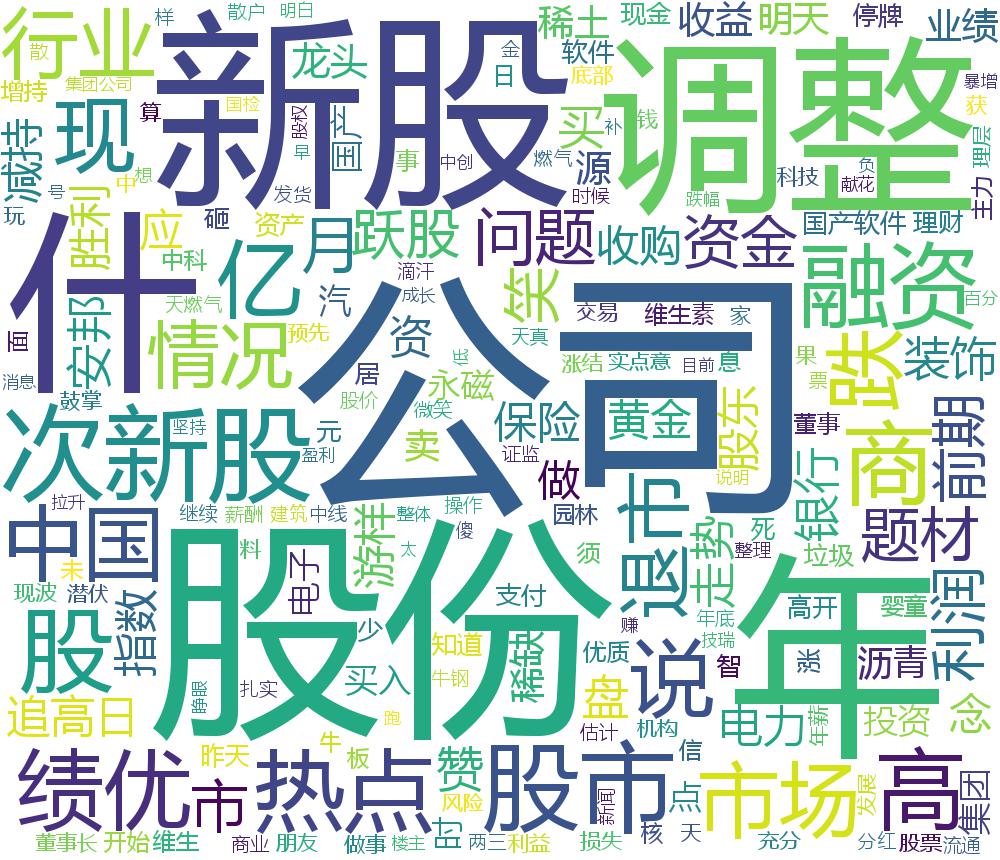 行业
散户
明白
样
新股
稀土
现金
收益
明天
停牌
业绩
增持
集团公司
算
国检
金
日
龙头
软件
底部
调整
暴增
获
减持
现
股权
早
国产
事
中创
买
补
钱
燃气
源
科技
负
献花
理层
主力
号
中
想
玩
胜利
应
砸
发货
资产
时候
跌幅
国产软件
理财
什
亿
月
跃股
问题
收购
资金
中科
天燃气
滴汗
成长
笑
融资
百分
面
安邦
情况
预先
汽
资
公司
交易
维生素
家
天真
涨结
实点意
目前
息
果
票
跌
装饰
消息
鼓掌
居
股价
永磁
低
微笑
保险
黄金
股东
董事
商
前期
次新股
坚持
元
盈利
卖
证监
做
说明
银行
拉升
中国
继续
薪酬
建筑
中线
整体
操作
傻
园林
退市
走势
死
整理
垃圾
题材
料
电子
游样
太
须
未
现波
潜伏
股
指数
股份
少
支付
稀缺
知道
赚
年底
技瑞
高开
婴童
年
利润
睁眼
扎实
买入
牛钢
优质
说
智
涨
沥青
追高日
跑
盘
估计
机构
电力
年薪
投资
念
绩优
昨天
市
热点
牛
板
赞
风险
股市
新闻
信
点
核
天
市场
高
发展
集团
董事长
开始
维生
商业
朋友
做事
楼主
时
两三
利益
损失
充分
分红
股票
流通